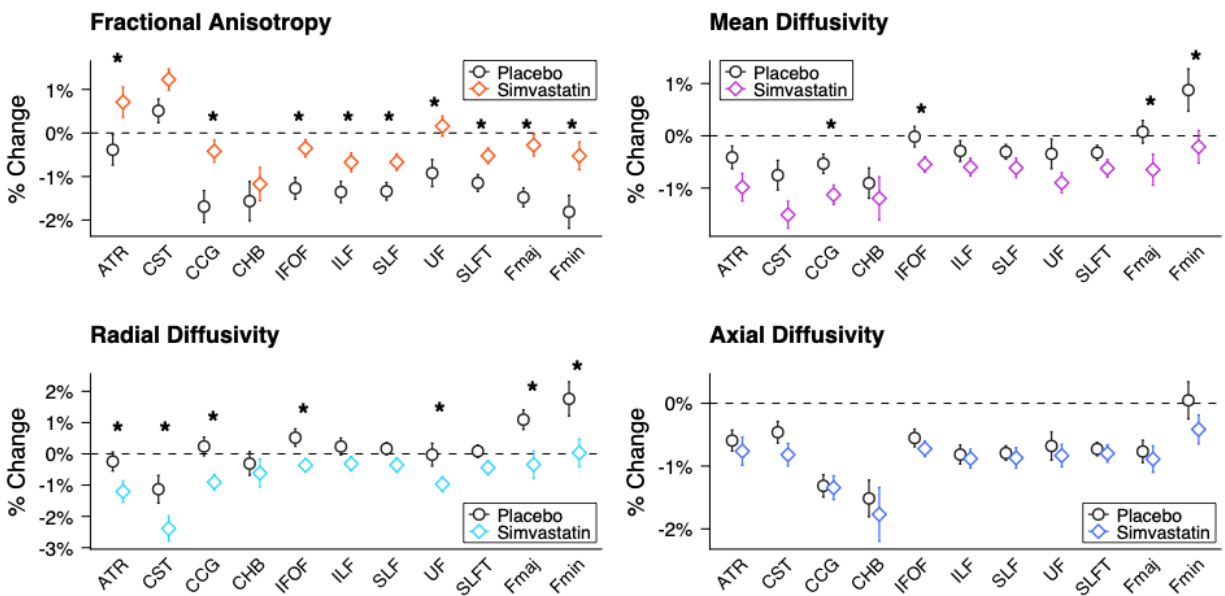 Fractional Anisotropy
% Change
1%
0%
-1%
-2%
*
*
*
*
*
*
*
*
*
Placebo
Simvastatin
ATR CST CCG CHB IFOF ILF SLF UF SLFT Fmaj Fmin
Mean Diffusivity
% Change
1%
0%
-1%
*
*
*
*
Placebo
Simvastatin
ATR CST CCG CHB IFOF ILF SLF UF SLFT Fmaj Fmin
Radial Diffusivity
% Change
2%
1%
0%
-1%
-2%
-3%
*
*
*
*
*
*
*
Placebo
Simvastatin
ATR CST CCG CHB IFOF ILF SLF UF SLFT Fmaj Fmin
Axial Diffusivity
% Change
0%
-1%
-2%
Placebo
Simvastatin
ATR CST CCG CHB IFOF ILF SLF UF SLFT Fmaj Fmin